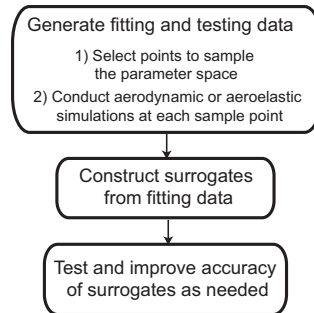 Generate fitting and testing data
1) Select points to sample
the parameter space
2) Conduct aerodynamic or aeroelastic
simulations at each sample point
Construct surrogates
from fitting data
Test and improve accuracy
of surrogates as needed